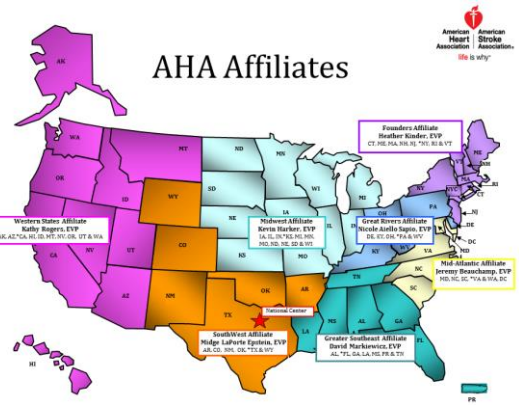 American Heart Association
American Stroke Association®
life is why™
AHA Affiliates
AK
WA
OR
CA
NV
ID
MT
UT
AZ
HI
WY
CO
NM
ND
SD
NE
KS
MN
IA
MO
WI
IL
IN
MI
OK
TX
AR
LA
MS
AL
GA
FL
TN
KY
OH
PA
WV
VA
NC
SC
NY
NYC
VT
ME
NH
MA
RI
CT
NJ
DE
DC
MD
PR
Founders Affiliate
Heather Kinder, EVP
CT, ME, MA, NH, NJ, *NY, RI & VT
Western States Affiliate
Kathy Rogers, EVP
AK, AZ, *CA, HI, ID, MT, NV, OR, UT & WA
Midwest Affiliate
Kevin Harker, EVP
IA, IL, IN, *KS, MI, MN,
MO, ND, NE, SD & WI
Great Rivers Affiliate
Nicole Aiello Sapio, EVP
DE, KY, OH, *PA & WV
Mid-Atlantic Affiliate
Jeremy Beauchamp, EVP
MD, NC, SC, *VA & WA, DC
National Center
SouthWest Affiliate
Midge LaPorte Epstein, EVP
AR, CO, NM, OK, *TX & WY
Greater Southeast Affiliate
David Markiewicz, EVP
AL, *FL, GA, LA, MS, PR & TN